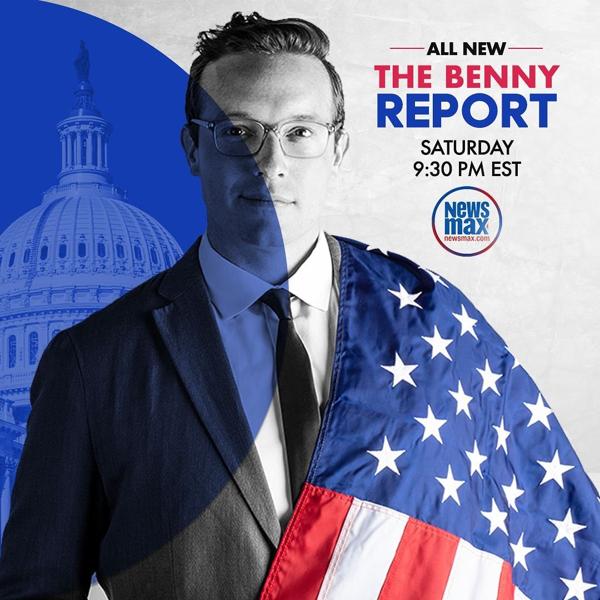 ALL NEW
THE BENNY
REPORT
SATURDAY
9:30 PM EST
News
max
newsmax.com